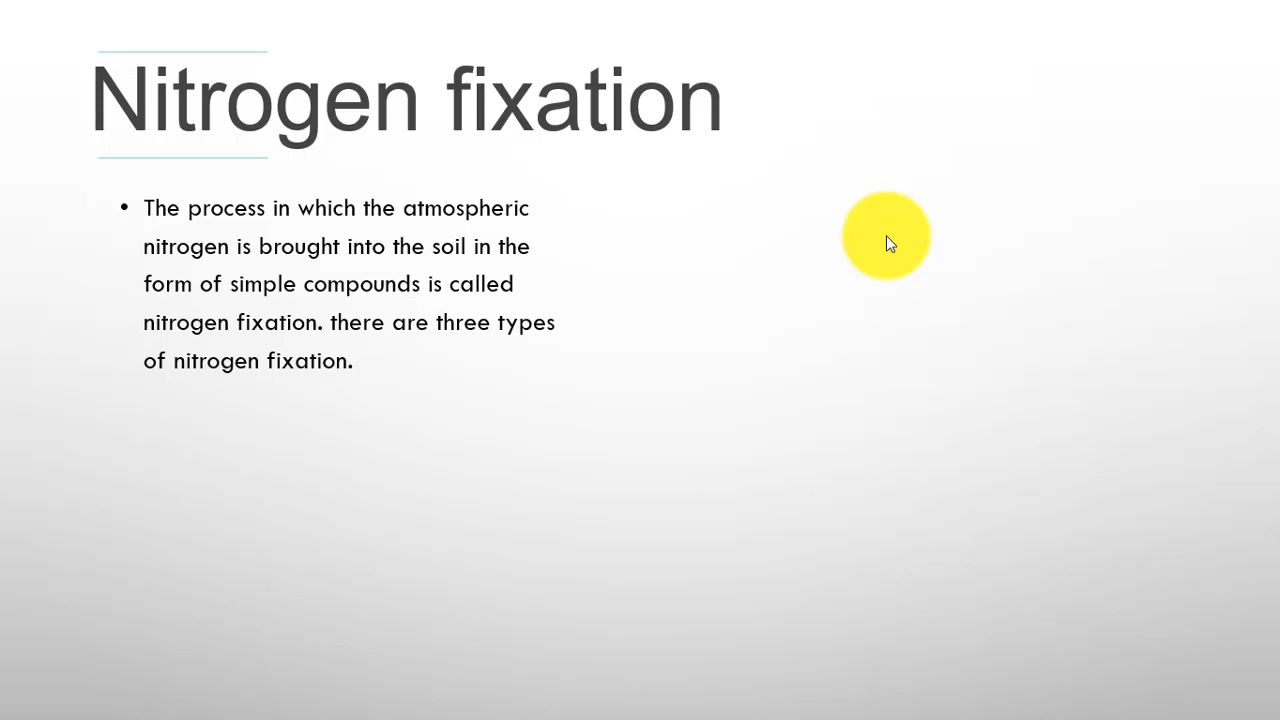 Nitrogen fixation
• The process in which the atmospheric
nitrogen is brought into the soil in the
form of simple compounds is called
nitrogen fixation. there are three types
of nitrogen fixation.